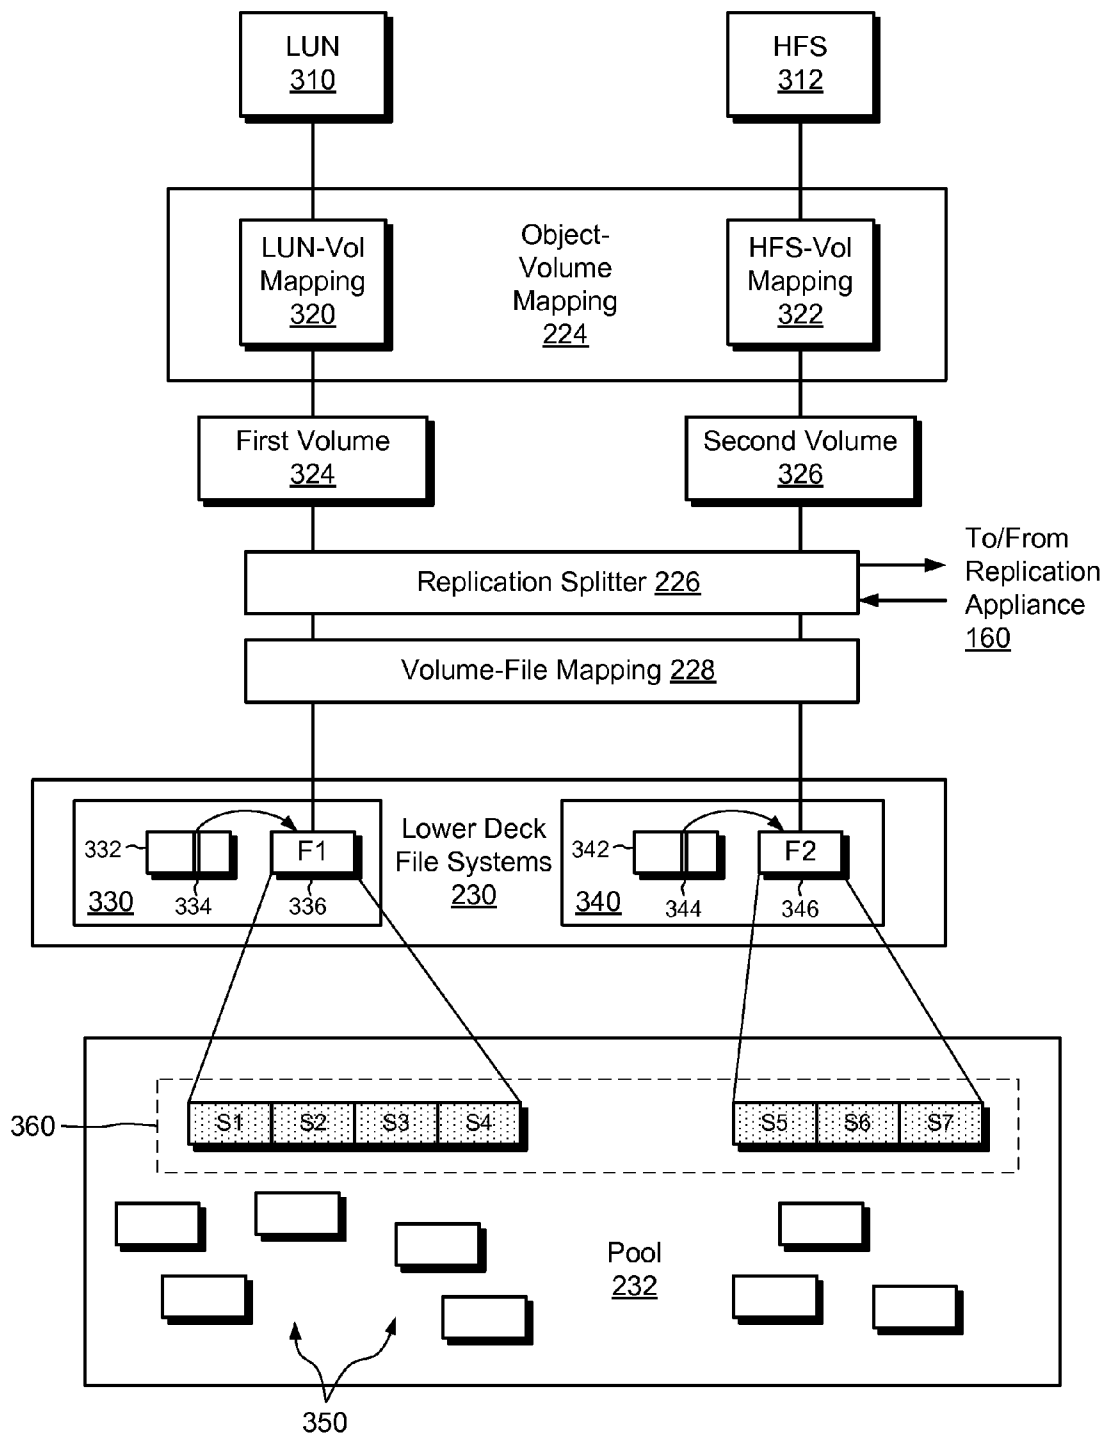 LUN
310
HFS
312
LUN-Vol
Mapping
320
Object-
Volume
Mapping
224
HFS-Vol
Mapping
322
First Volume
324
Second Volume
326
Replication Splitter 226
To/From
Replication
Appliance
160
Volume-File Mapping 228
332
F1
330
334
336
Lower Deck
File Systems
230
342
F2
340
344
346
360
S1 S2 S3 S4
S5 S6 S7
Pool
232
350